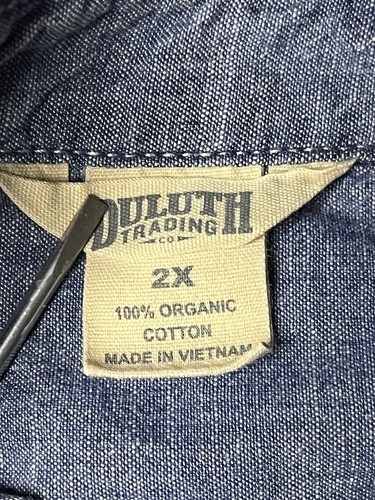 DULUTH
TRADING
CO
2X
100% ORGANIC
COTTON
MADE IN VIETNAM